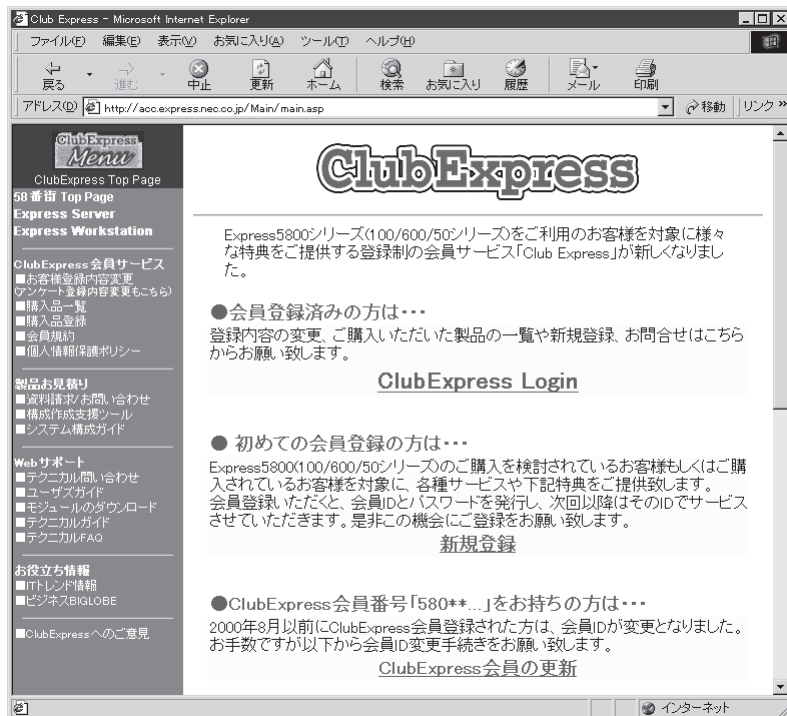 Club Express - Microsoft Internet Explorer
ファイル(F) 編集(E) 表示(V) お気に入り(A) ツール(T) ヘルプ(H)
戻る 進む 中止 更新 ホーム 検索 お気に入り 履歴 メール 印刷
アドレス(D) http://acc.express.nec.co.jp/Main/main.asp 移動 リンク »
ClubExpress
Menu
ClubExpress Top Page
58番街 Top Page
Express Server
Express Workstation
ClubExpress会員サービス
■お客様登録内容変更
(アンケート登録内容変更もこちら)
■購入品一覧
■購入品登録
■会員規約
■個人情報保護ポリシー
製品お見積り
■資料請求/お問い合わせ
■構成作成支援ツール
■システム構成ガイド
Webサポート
■テクニカル問い合わせ
■ユーザズガイド
■モジュールのダウンロード
■テクニカルガイド
■テクニカルFAQ
お役立ち情報
■ITトレンド情報
■ビジネスBIGLOBE
■ClubExpressへのご意見
ClubExpress
Express5800シリーズ(100/600/50シリーズ)をご利用のお客様を対象に様々
な特典をご提供する登録制の会員サービス「Club Express」が新しくなりまし
た。
●会員登録済みの方は・・・
登録内容の変更、ご購入いただいた製品の一覧や新規登録、お問合せはこちら
からお願い致します。
ClubExpress Login
● 初めての会員登録の方は・・・
Express5800(100/600/50シリーズ)のご購入を検討されているお客様もしくはご購
入されているお客様を対象に、各種サービスや下記特典をご提供致します。
会員登録いただくと、会員IDとパスワードを発行し、次回以降はそのIDでサービス
させていただきます。是非この機会にご登録をお願い致します。
新規登録
●ClubExpress会員番号「580**...」をお持ちの方は・・・
2000年8月以前にClubExpress会員登録された方は、会員IDが変更となりました。
お手数ですが以下から会員ID変更手続きをお願い致します。
ClubExpress会員の更新
インターネット